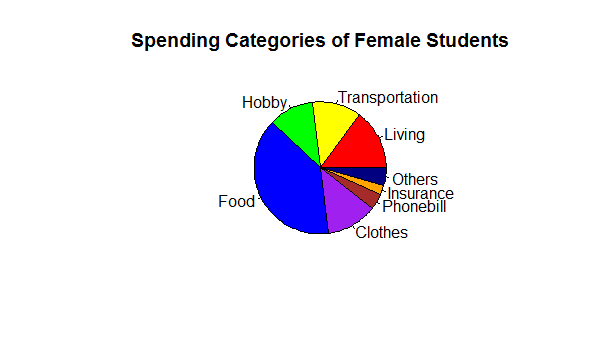 Spending Categories of Female Students
Transportation
Hobby
Living
Others
Insurance
Food
Phonebill
Clothes